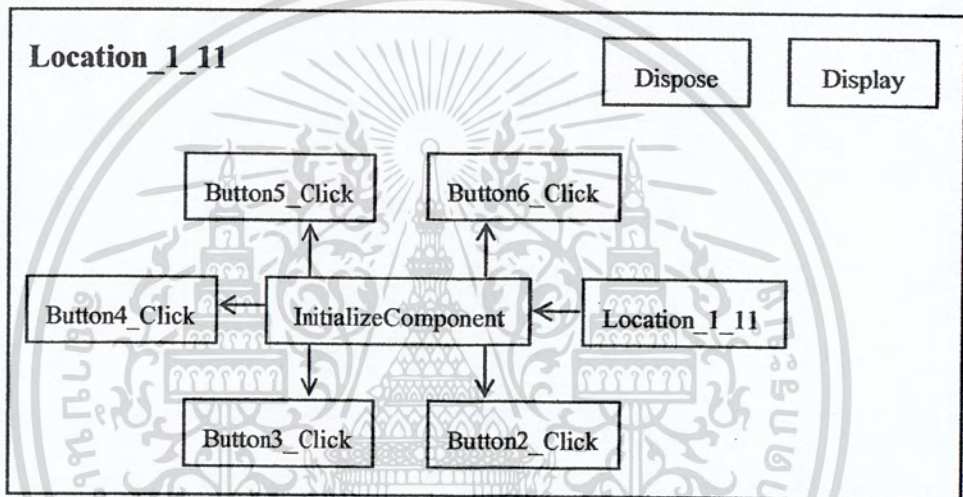 Location_1_11
Dispose
Display
Button5_Click
Button6_Click
Button4_Click
InitializeComponent
Location_1_11
Button3_Click
Button2_Click